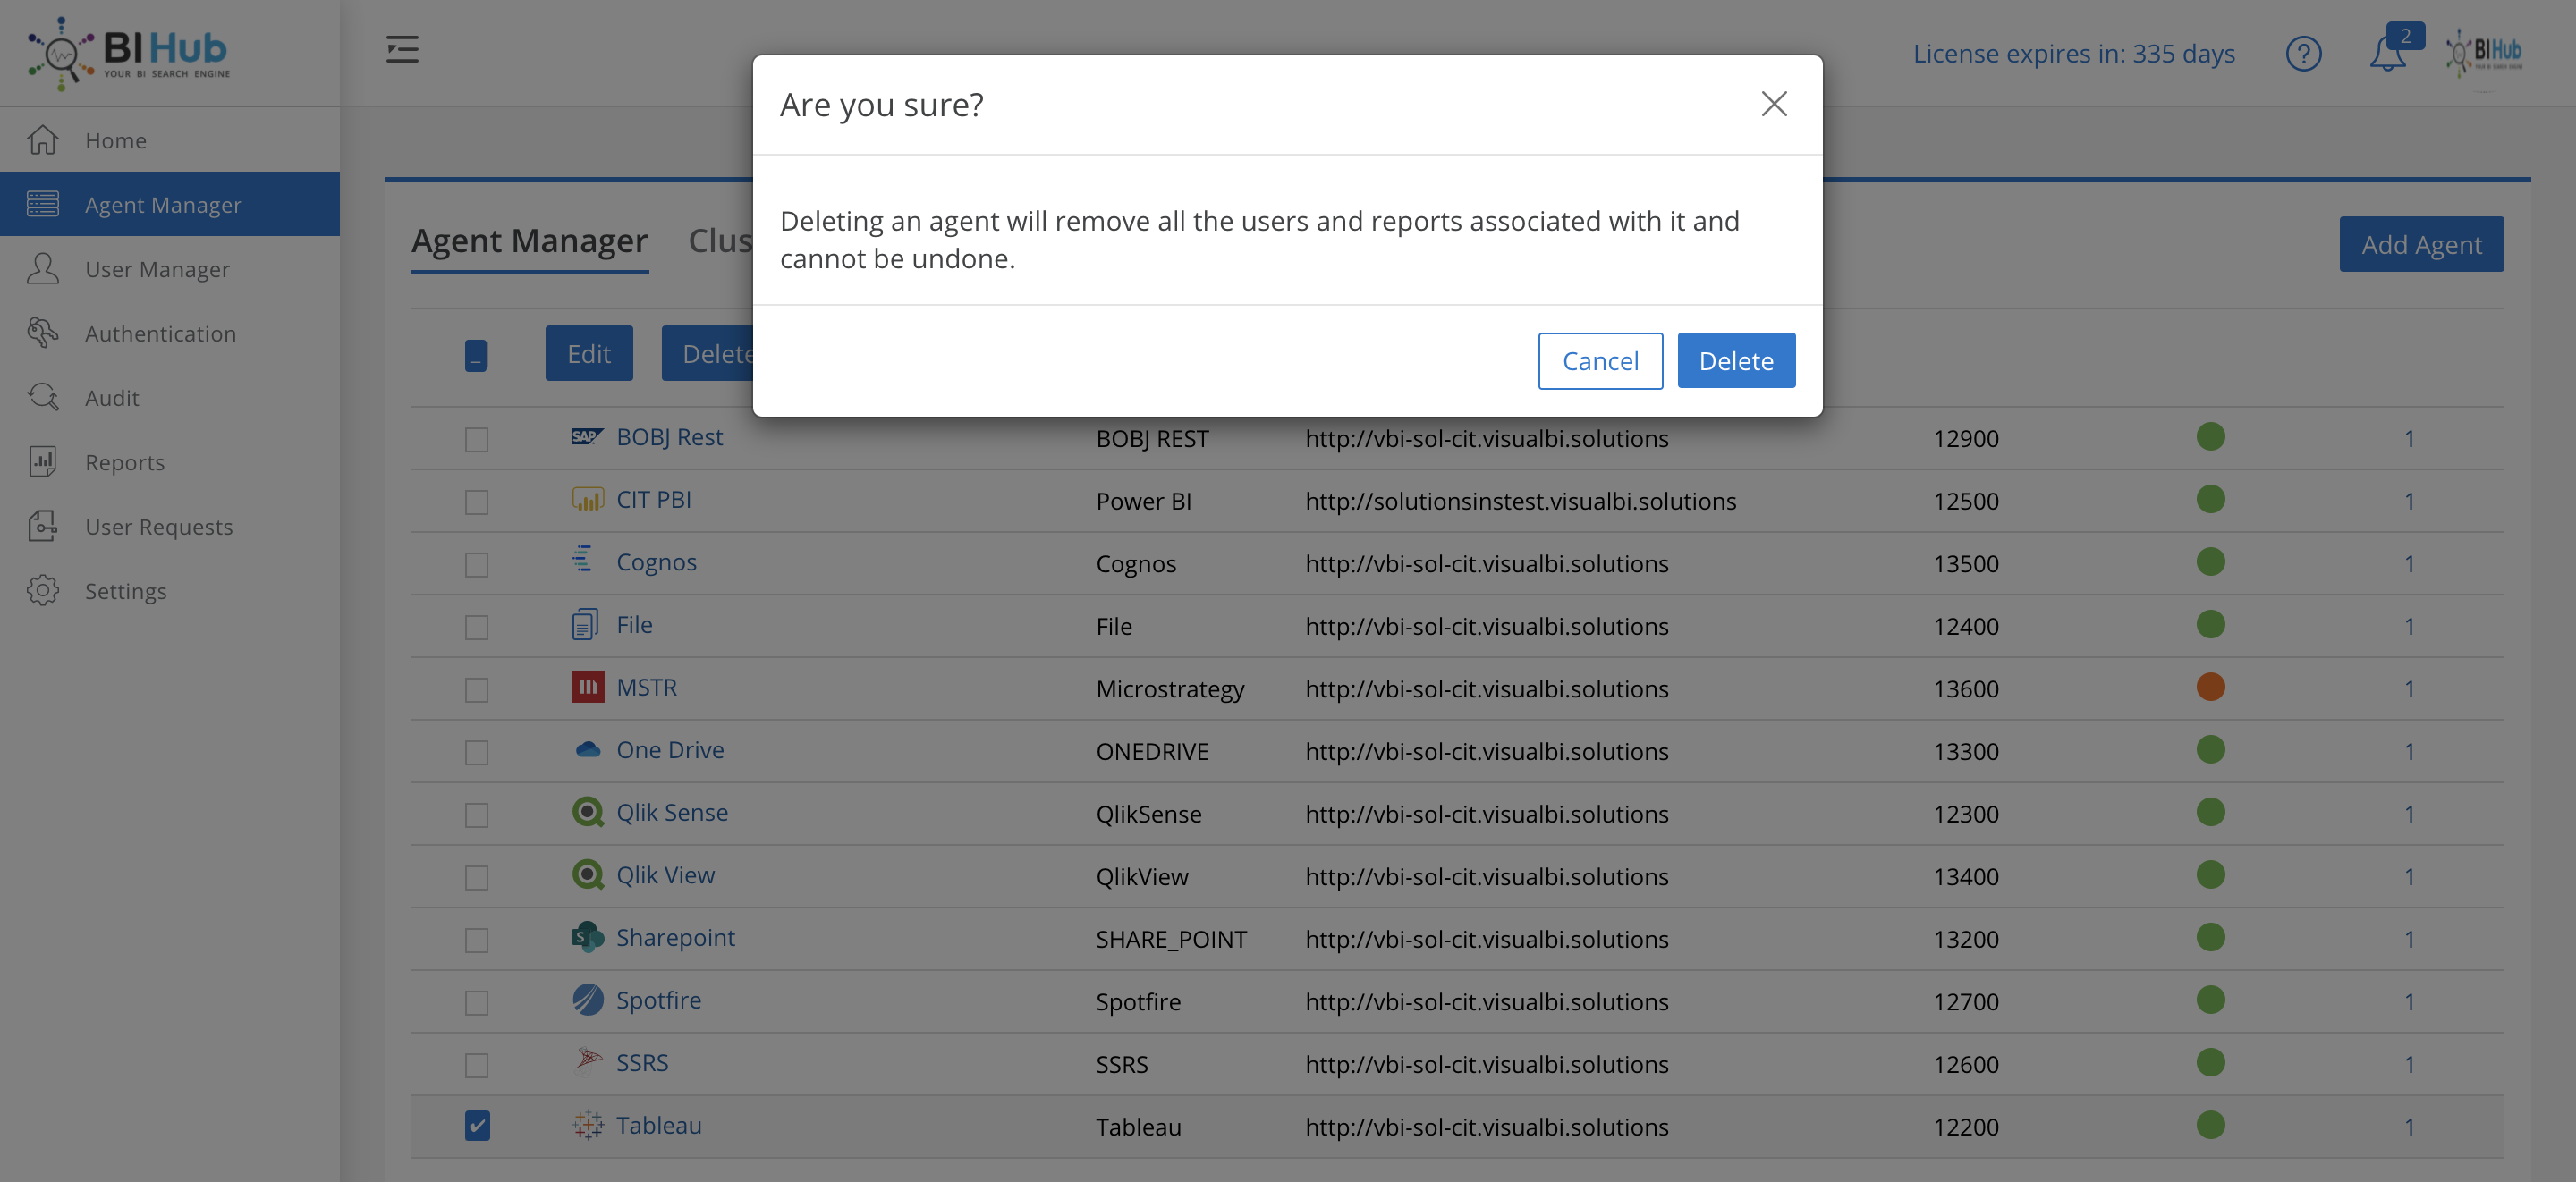 BI Hub
YOUR BI SEARCH ENGINE
License expires in: 335 days
2
BI Hub
Home
Agent Manager
User Manager
Authentication
Audit
Reports
User Requests
Settings
Are you sure?
Deleting an agent will remove all the users and reports associated with it and
cannot be undone.
Cancel Delete
Agent Manager Clus
Add Agent
Edit Delete
SAP BOBJ Rest BOBJ REST http://vbi-sol-cit.visualbi.solutions 12900 1
CIT PBI Power BI http://solutionsinstest.visualbi.solutions 12500 1
Cognos Cognos http://vbi-sol-cit.visualbi.solutions 13500 1
File File http://vbi-sol-cit.visualbi.solutions 12400 1
MSTR Microstrategy http://vbi-sol-cit.visualbi.solutions 13600 1
One Drive ONEDRIVE http://vbi-sol-cit.visualbi.solutions 13300 1
Qlik Sense QlikSense http://vbi-sol-cit.visualbi.solutions 12300 1
Qlik View QlikView http://vbi-sol-cit.visualbi.solutions 13400 1
S Sharepoint SHARE_POINT http://vbi-sol-cit.visualbi.solutions 13200 1
Spotfire Spotfire http://vbi-sol-cit.visualbi.solutions 12700 1
SSRS SSRS http://vbi-sol-cit.visualbi.solutions 12600 1
Tableau Tableau http://vbi-sol-cit.visualbi.solutions 12200 1